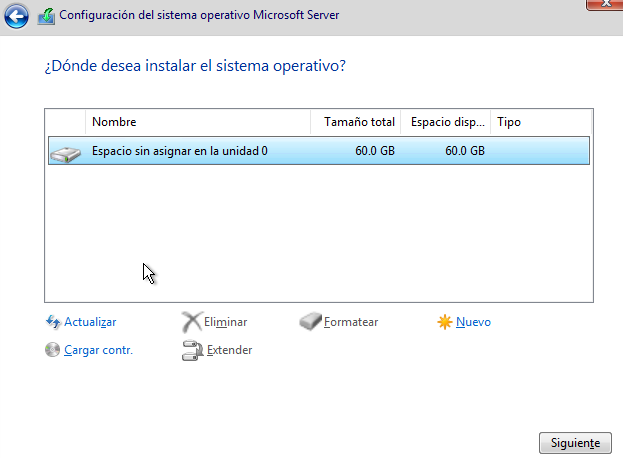 Configuración del sistema operativo Microsoft Server
¿Dónde desea instalar el sistema operativo?
Nombre Tamaño total Espacio disp... Tipo
Espacio sin asignar en la unidad 0 60.0 GB 60.0 GB
Actualizar Eliminar Formatear Nuevo
Cargar contr. Extender
Siguiente